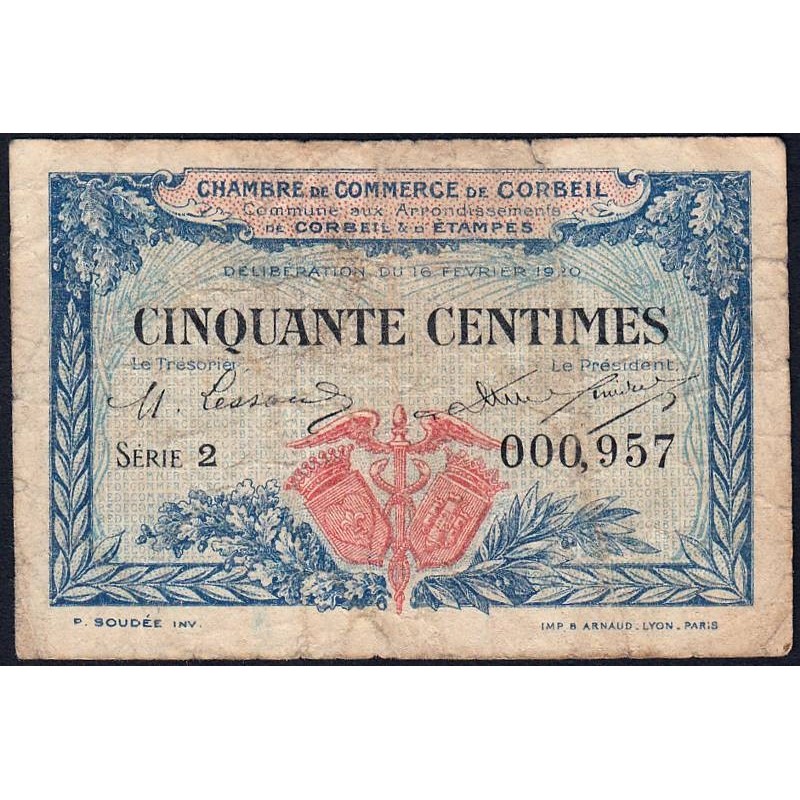 CHAMBRE DE COMMERCE DE CORBEIL
Commune aux Arrondissements
DE CORBEIL & D'ÉTAMPES
DÉLIBÉRATION DU 16 FÉVRIER 1920
CINQUANTE CENTIMES
Le Trésorier Le Président
SÉRIE 2 000,957
P. SOUDÉE INV. IMP. B ARNAUD. LYON. PARIS